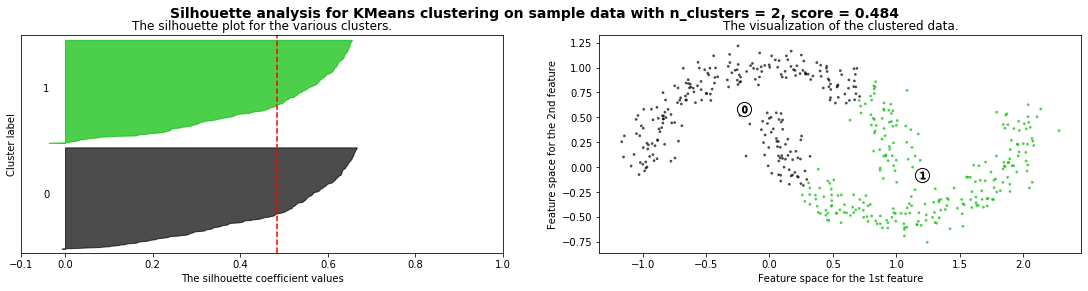 Silhouette analysis for KMeans clustering on sample data with n_clusters = 2, score = 0.484
The silhouette plot for the various clusters.
Cluster label
1
0
−0.1 0.0 0.2 0.4 0.6 0.8 1.0
The silhouette coefficient values
The visualization of the clustered data.
Feature space for the 2nd feature
1.25
1.00
0.75
0.50
0.25
0.00
−0.25
−0.50
−0.75
0
1
−1.0 −0.5 0.0 0.5 1.0 1.5 2.0
Feature space for the 1st feature